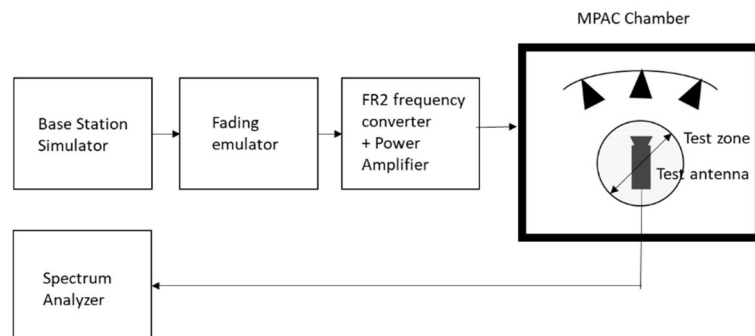 MPAC Chamber
Base Station
Simulator
Fading
emulator
FR2 frequency
converter
+ Power
Amplifier
Test zone
Test antenna
Spectrum
Analyzer